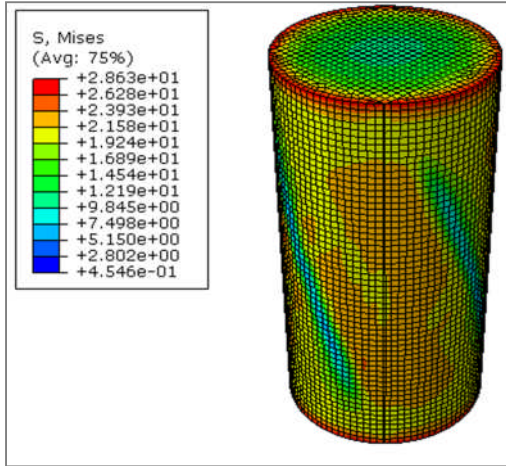 S, Mises
(Avg: 75%)
+2.863e+01
+2.628e+01
+2.393e+01
+2.158e+01
+1.924e+01
+1.689e+01
+1.454e+01
+1.219e+01
+9.845e+00
+7.498e+00
+5.150e+00
+2.802e+00
+4.546e-01